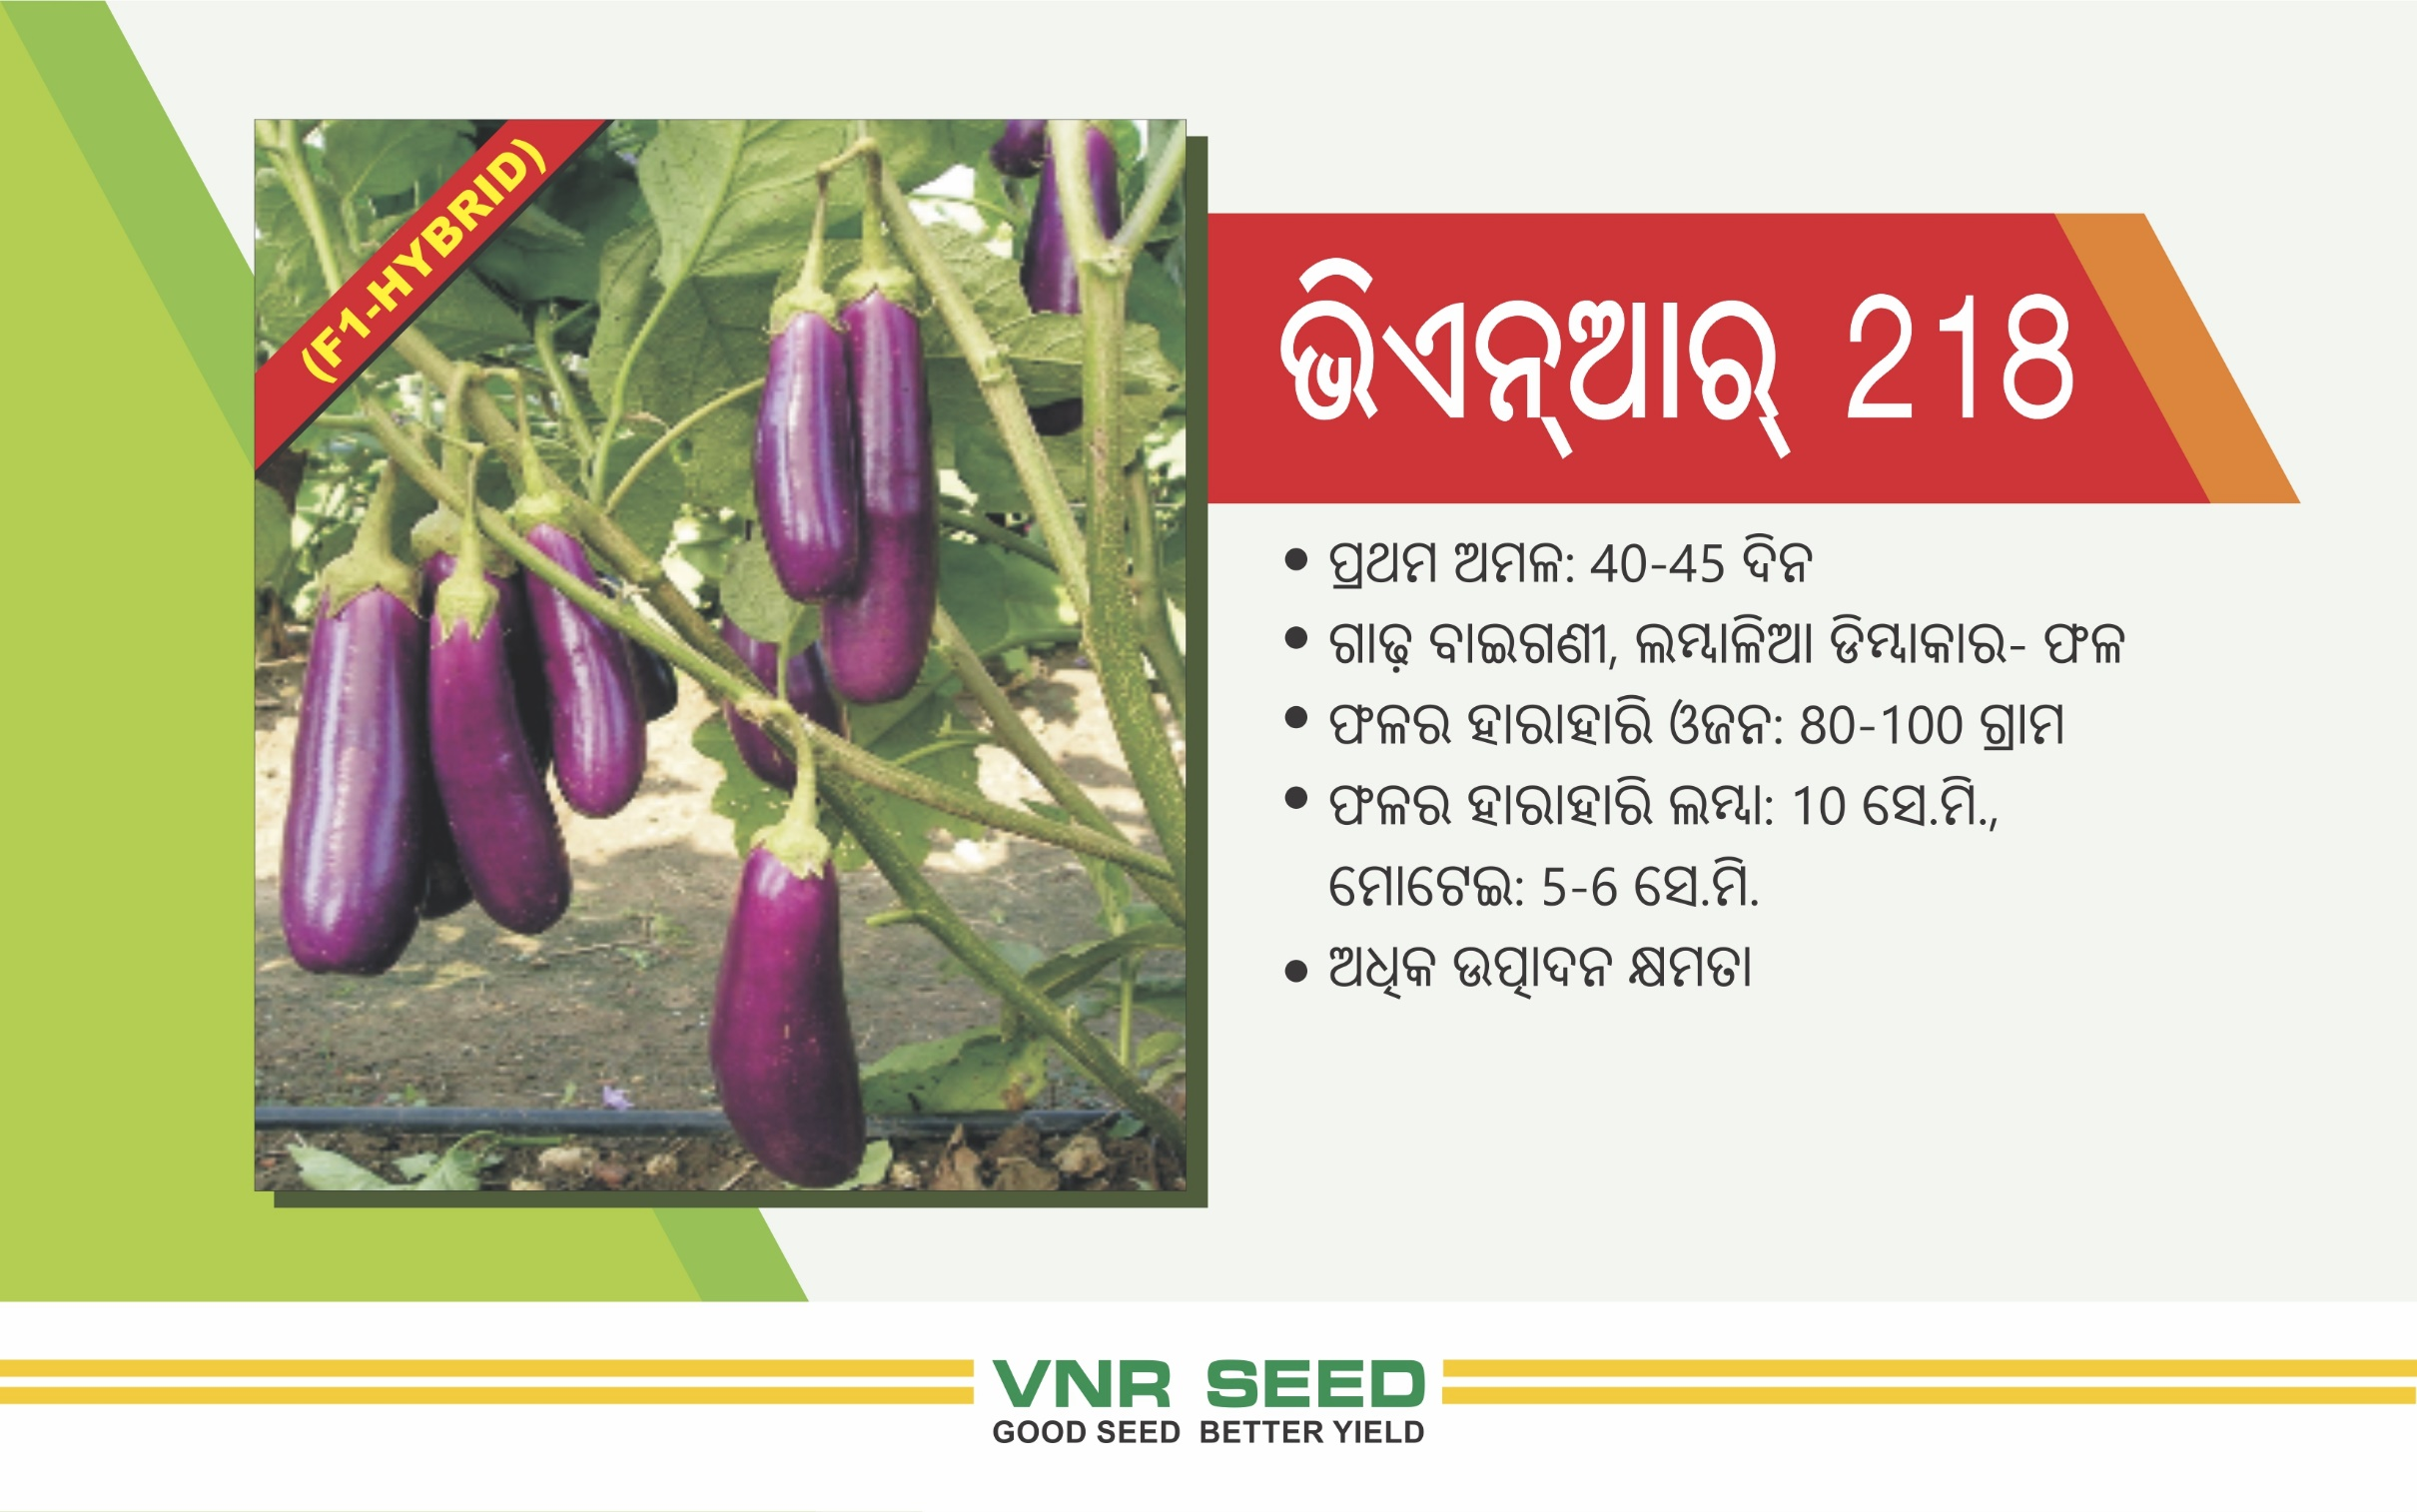 (F1-HYBRID))
ଭିଏନ୍ଆର୍ 218
ପ୍ରଥମ ଅମଳ: 40-45 ଦିନ
ଗାଢ଼ ବାଇଗଣୀ, ଲମ୍ବାଳିଆ ଡିମ୍ବାକାର- ଫଳ
ଫଳର ହାରାହାରି ଓଜନ: 80-100 ଗ୍ରାମ
ଫଳର ହାରାହାରି ଲମ୍ବା: 10 ସେ.ମି.,
ମୋଟେଇ: 5-6 ସେ.ମି.
ଅଧିକ ଉତ୍ପାଦନ କ୍ଷମତା
VNR SEED
GOOD SEED BETTER YIELD